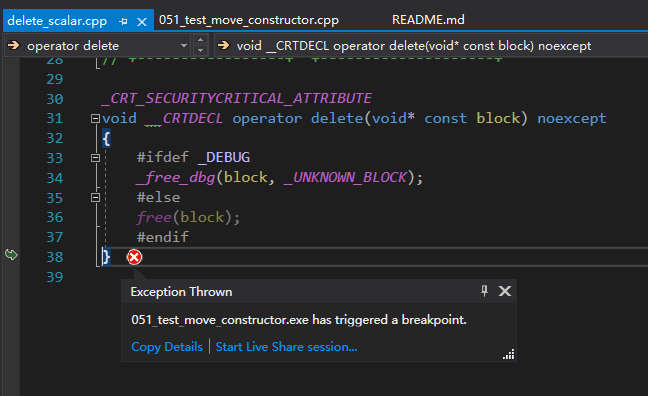 delete_scalar.cpp 051_test_move_constructor.cpp README.md
operator delete void __CRTDECL operator delete(void* const block) noexcept
28 //
29
30 _CRT_SECURITYCRITICAL_ATTRIBUTE
31 void __CRTDECL operator delete(void* const block) noexcept
32 {
33 #ifdef _DEBUG
34 _free_dbg(block, _UNKNOWN_BLOCK);
35 #else
36 free(block);
37 #endif
38 }
39
Exception Thrown
051_test_move_constructor.exe has triggered a breakpoint.
Copy Details | Start Live Share session...